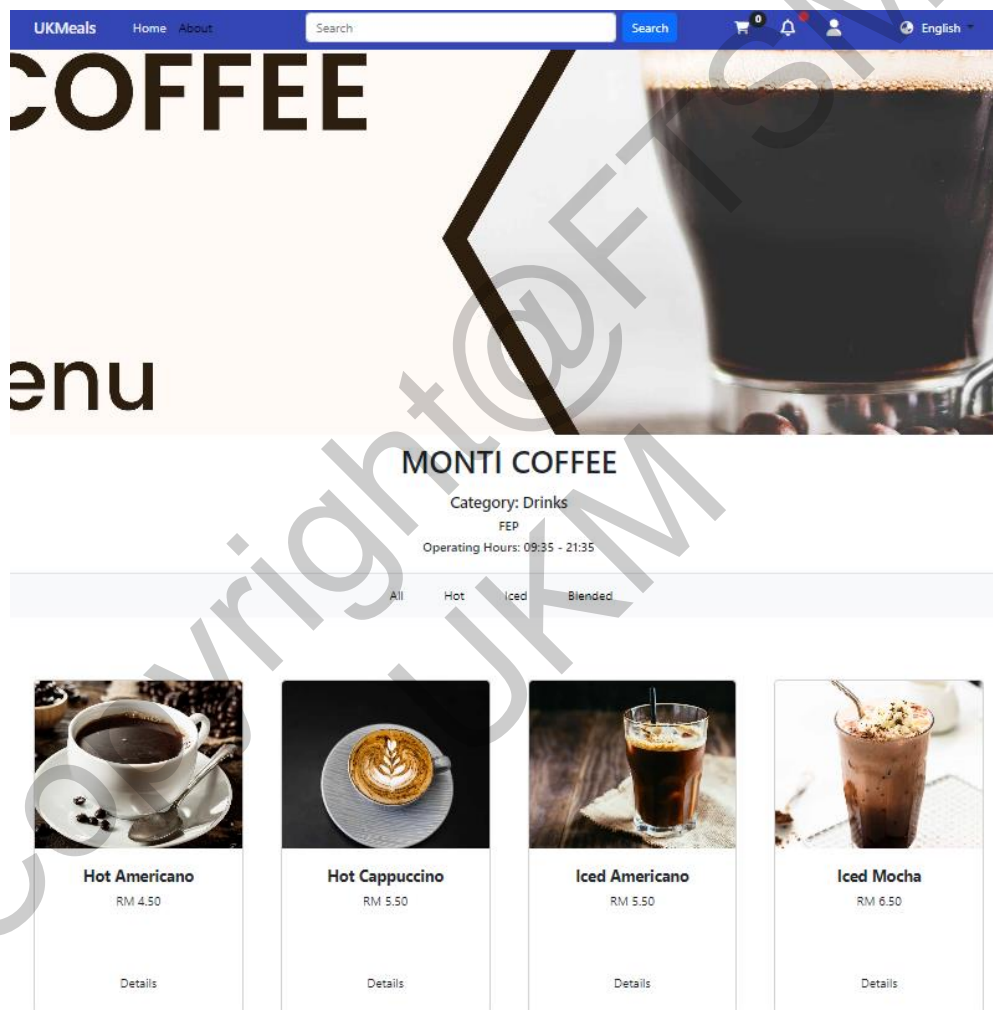 UKMeals Home About Search Search 0 English
COFFEE
enu
MONTI COFFEE
Category: Drinks
FEP
Operating Hours: 09:35 - 21:35
All Hot Iced Blended
Hot Americano Hot Cappuccino Iced Americano Iced Mocha
RM 4.50 RM 5.50 RM 5.50 RM 6.50
Details Details Details Details
Copyright@FTSM
UKM